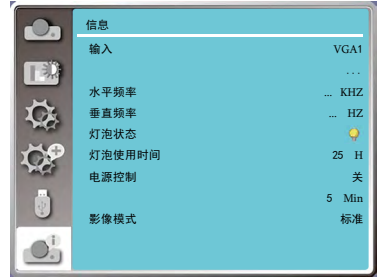 信息
输入 VGA1
...
水平频率 ... KHZ
垂直频率 ... HZ
灯泡状态
灯泡使用时间 25 H
电源控制 关
5 Min
影像模式 标准